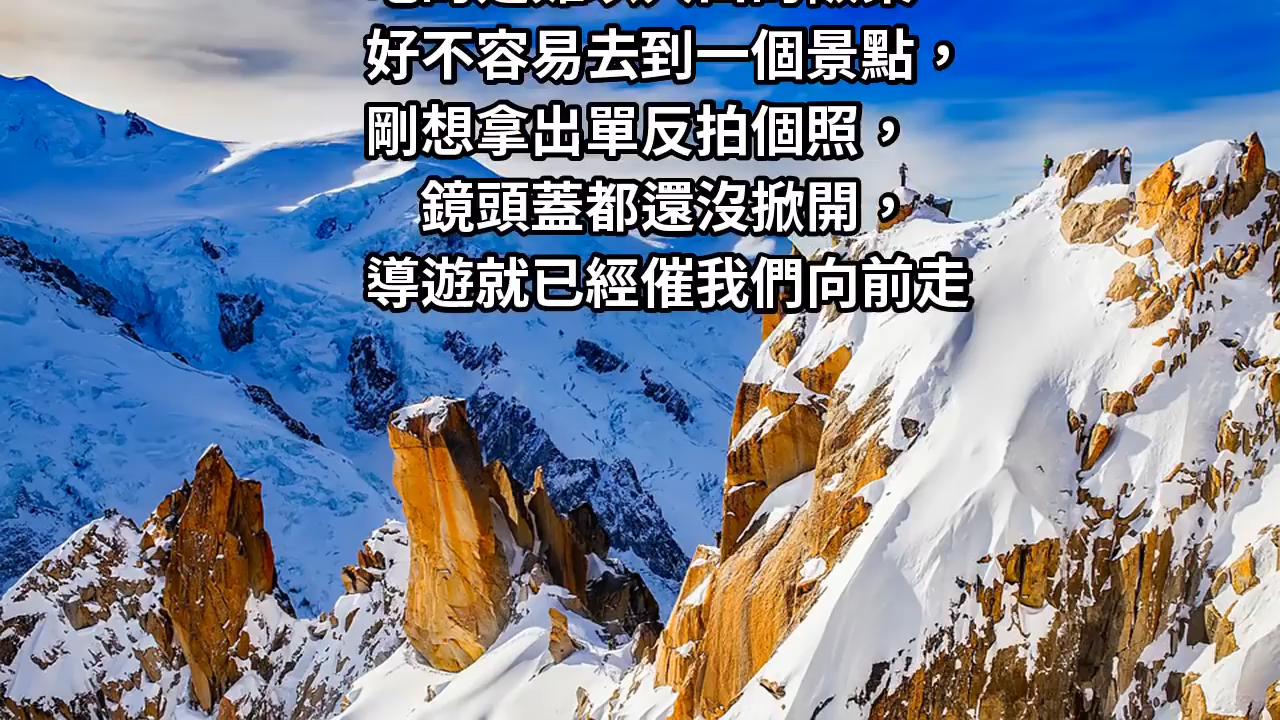 好不容易去到一個景點，
剛想拿出單反拍個照，
鏡頭蓋都還沒掀開，
導遊就已經催我們向前走